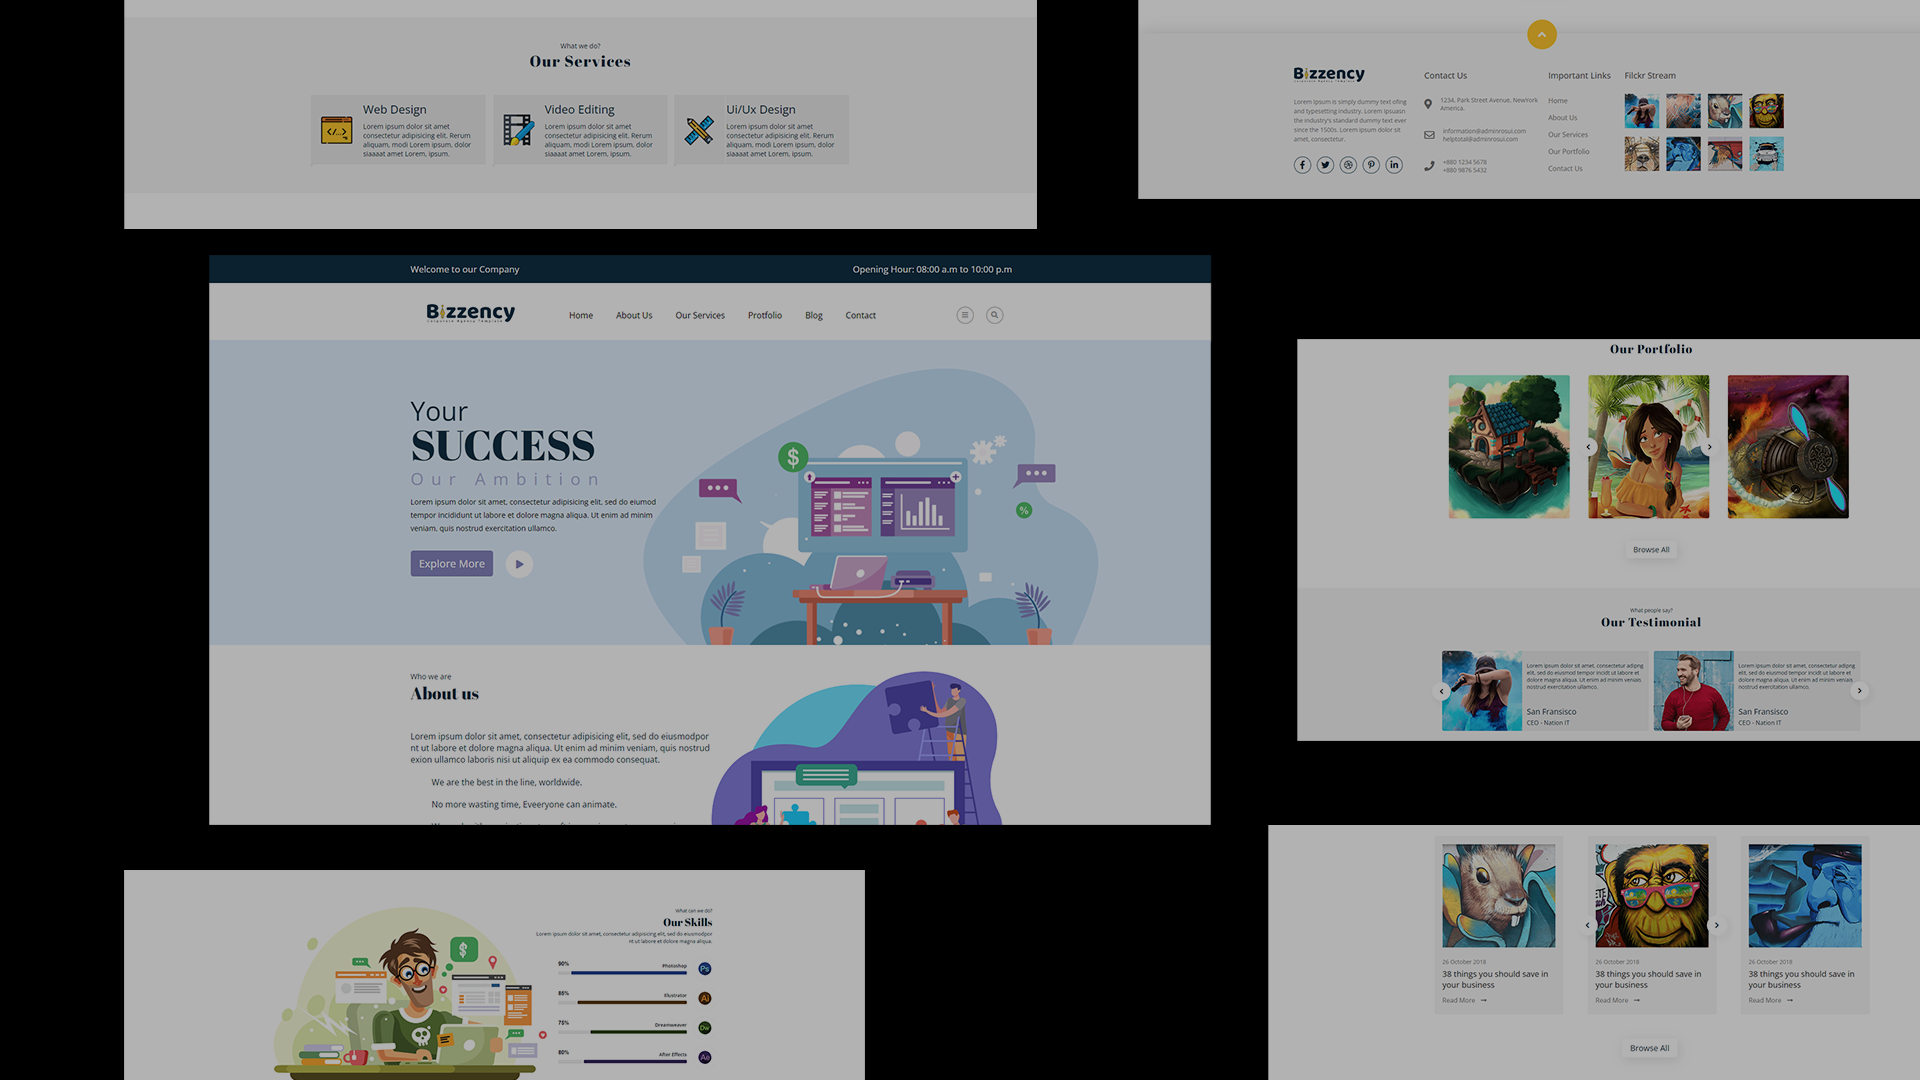 What we do?
Our Services
Web Design
Lorem ipsum dolor sit amet
consectetur adipisicing elit. Rerum
aliquam, modi Lorem ipsum, dolor
siaaaat amet Lorem, ipsum.
Video Editing
Lorem ipsum dolor sit amet
consectetur adipisicing elit. Rerum
aliquam, modi Lorem ipsum, dolor
siaaaat amet Lorem, ipsum.
Ui/Ux Design
Lorem ipsum dolor sit amet
consectetur adipisicing elit. Rerum
aliquam, modi Lorem ipsum, dolor
siaaaat amet Lorem, ipsum.
Bizzency
Lorem Ipsum is simply dummy text ofing
and typesetting industry. Lorem Ipsuasn
the industry's standard dummy text ever
since the 1500s. Lorem ipsum dolor sit
amet, consectetur.
Contact Us
1234, Park Street Avenue, NewYork
America.
information@adminrosui.com
helptotal@adminrosui.com
+880 1234 5678
+880 9876 5432
Important Links
Home
About Us
Our Services
Our Portfolio
Contact Us
Filckr Stream
Welcome to our Company
Opening Hour: 08:00 a.m to 10:00 p.m
Bizzency
Corporate Agency Template
Home
About Us
Our Services
Protfolio
Blog
Contact
Your
SUCCESS
Our Ambition
Lorem ipsum dolor sit amet, consectetur adipisicing elit, sed do eiumod
tempor incididunt ut labore et dolore magna aliqua. Ut enim ad minim
veniam, quis nostrud exercitation ullamco.
Explore More
Who we are
About us
Lorem ipsum dolor sit amet, consectetur adipisicing elit, sed do eiusmodpor
nt ut labore et dolore magna aliqua. Ut enim ad minim veniam, quis nostrud
exion ullamco laboris nisi ut aliquip ex ea commodo consequat.
We are the best in the line, worldwide.
No more wasting time, Eveeryone can animate.
Our Portfolio
Browse All
What people say?
Our Testimonial
Lorem ipsum dolor sit amet, consectetur adipng
elit, sed do eiusmod tempor incidi ut labore et
dolore magna aliqua. Ut enim ad minim veniais
nostrud exercitation ullamco.
San Fransisco
CEO - Nation IT
Lorem ipsum dolor sit amet, consectetur adipng
elit, sed do eiusmod tempor incidi ut labore et
dolore magna aliqua. Ut enim ad minim veniais
nostrud exercitation ullamco.
San Fransisco
CEO - Nation IT
What can we do?
Our Skills
Lorem ipsum dolor sit amet, consectetur adipisicing elit, sed do eiusmodpor
nt ut labore et dolore magna aliqua.
90%
Photoshop
Ps
85%
Illustrator
Ai
75%
Dreamweaver
Dw
80%
After Effects
Ae
26 October 2018
38 things you should save in
your business
Read More
26 October 2018
38 things you should save in
your business
Read More
26 October 2018
38 things you should save in
your business
Read More
Browse All